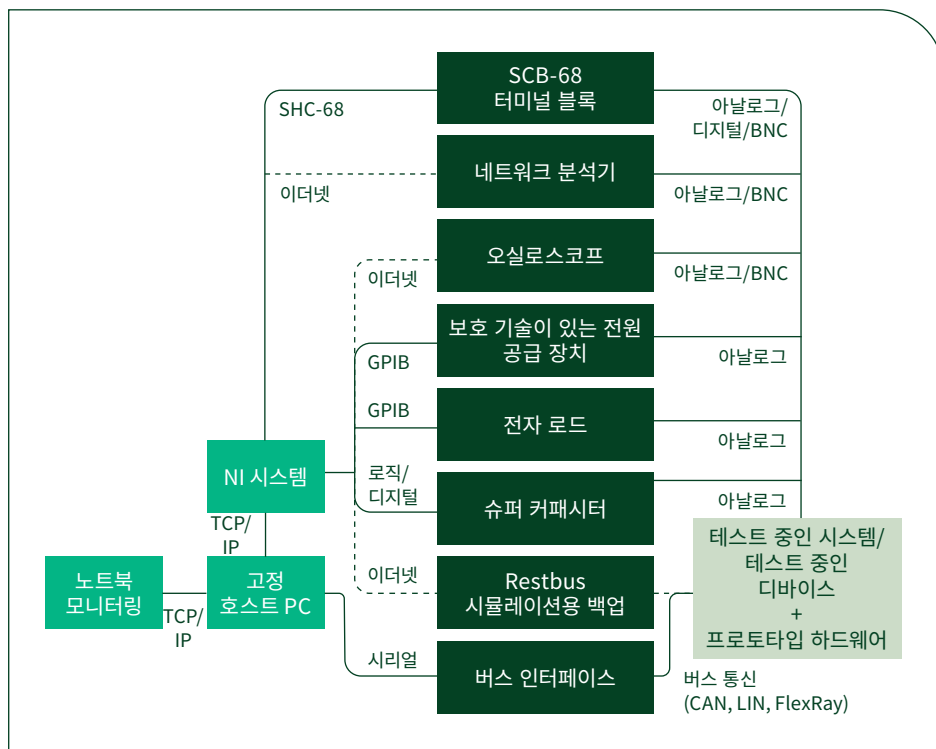 SCB-68
터미널 블록
SHC-68
아날로그/
디지털/BNC
네트워크 분석기
이더넷
아날로그/BNC
오실로스코프
이더넷
아날로그/BNC
보호 기술이 있는 전원
공급 장치
GPIB
아날로그
GPIB
전자 로드
아날로그
NI 시스템
로직/
디지털
슈퍼 커패시터
아날로그
TCP/
IP
테스트 중인 시스템/
테스트 중인
디바이스
+
프로토타입 하드웨어
노트북
모니터링
TCP/
IP
고정
호스트 PC
이더넷
Restbus
시뮬레이션용 백업
시리얼
버스 인터페이스
버스 통신
(CAN, LIN, FlexRay)